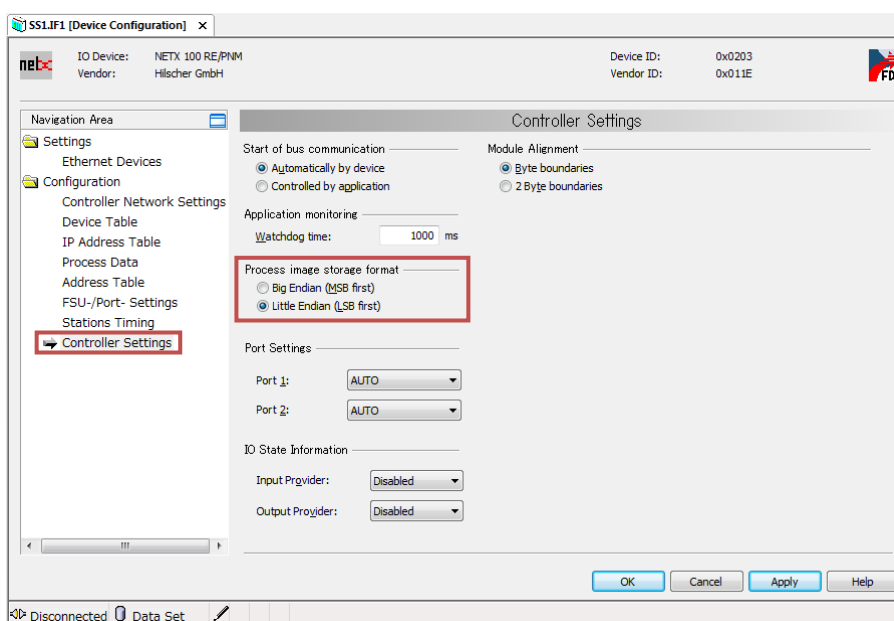 SS1.IF1 [Device Configuration] X
netx
IO Device: NETX 100 RE/PNM
Vendor: Hilscher GmbH
Device ID: 0x0203
Vendor ID: 0x011E
FD
Navigation Area
Settings
Ethernet Devices
Configuration
Controller Network Settings
Device Table
IP Address Table
Process Data
Address Table
FSU-/Port- Settings
Stations Timing
Controller Settings
Controller Settings
Start of bus communication
Automatically by device
Controlled by application
Application monitoring
Watchdog time: 1000 ms
Process image storage format
Big Endian (MSB first)
Little Endian (LSB first)
Port Settings
Port 1: AUTO
Port 2: AUTO
IO State Information
Input Provider: Disabled
Output Provider: Disabled
Module Alignment
Byte boundaries
2 Byte boundaries
OK Cancel Apply Help
Disconnected Data Set